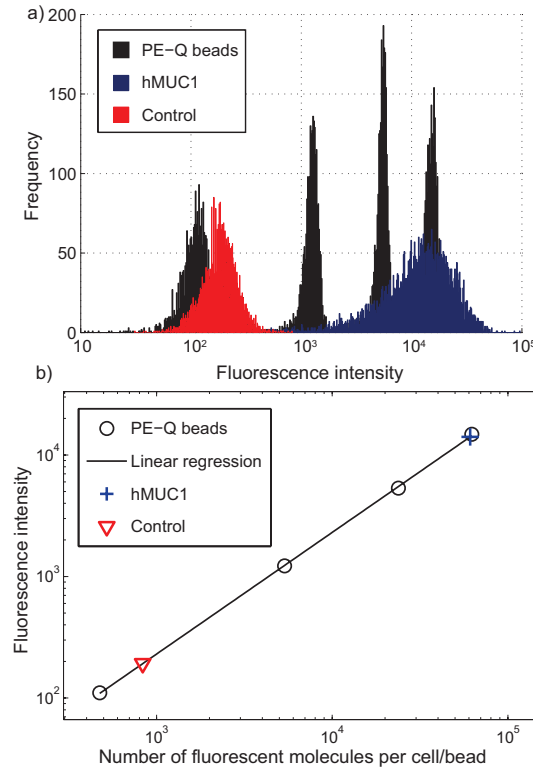 a)
200
150
100
50
0
Frequency
PE-Q beads
hMUC1
Control
10 10² 10³ 10⁴ 10⁵
Fluorescence intensity
b)
PE-Q beads
Linear regression
hMUC1
Control
10⁴
10³
10²
Fluorescence intensity
10³ 10⁴ 10⁵
Number of fluorescent molecules per cell/bead